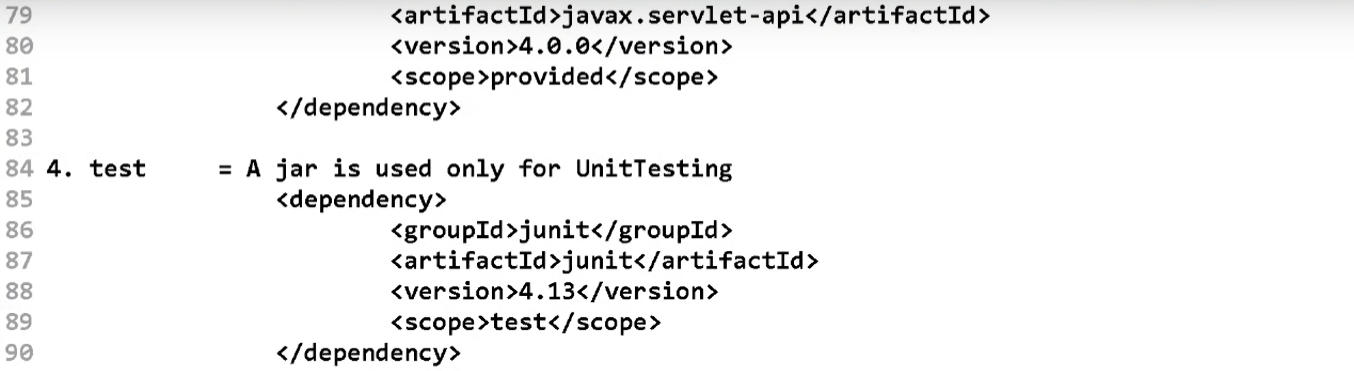 79 <artifactId>javax.servlet-api</artifactId>
80 <version>4.0.0</version>
81 <scope>provided</scope>
82 </dependency>
83
84 4. test = A jar is used only for UnitTesting
85 <dependency>
86 <groupId>junit</groupId>
87 <artifactId>junit</artifactId>
88 <version>4.13</version>
89 <scope>test</scope>
90 </dependency>